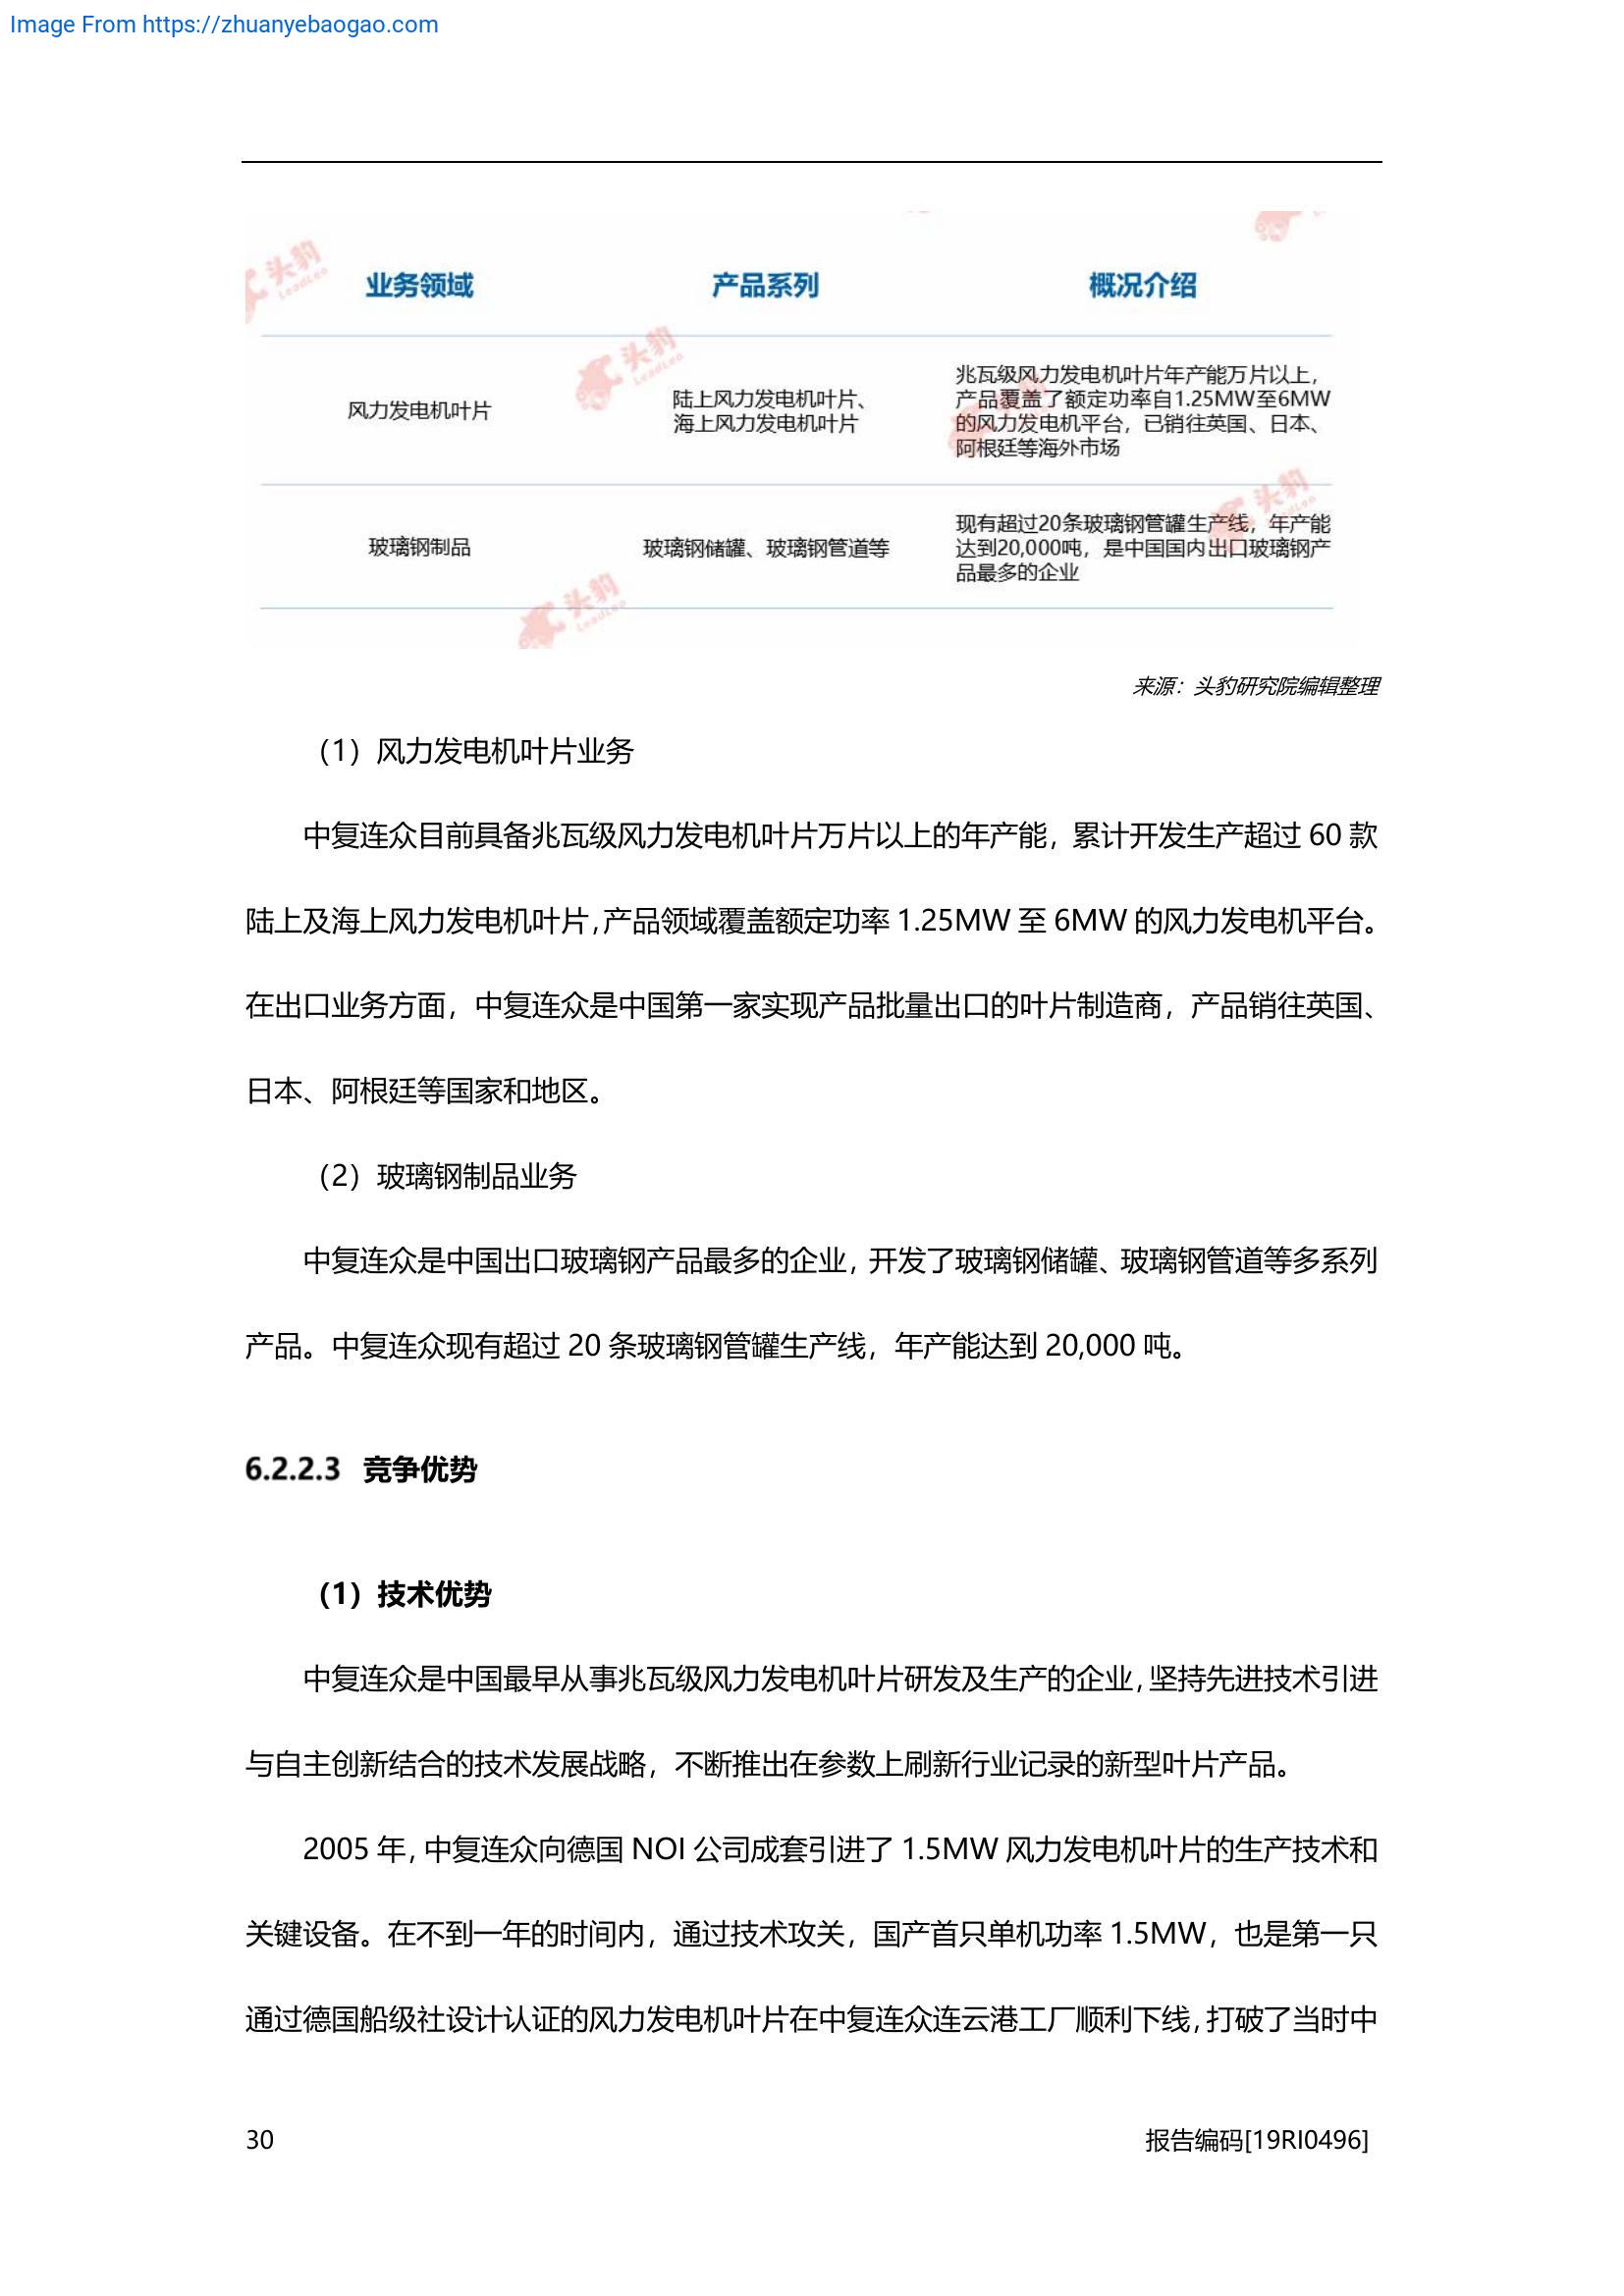 Image From https://zhuanyebaogao.com
业务领域 产品系列 概况介绍
风力发电机叶片
陆上风力发电机叶片、
海上风力发电机叶片
兆瓦级风力发电机叶片年产能万片以上，
产品覆盖了额定功率自1.25MW至6MW
的风力发电机平台，已销往英国、日本、
阿根廷等海外市场
玻璃钢制品
玻璃钢储罐、玻璃钢管道等
现有超过20条玻璃钢管罐生产线，年产能
达到20,000吨，是中国国内出口玻璃钢产
品最多的企业
头豹
LeadLeo
头豹
LeadLeo
头豹
头豹
LeadLeo
来源：头豹研究院编辑整理
（1）风力发电机叶片业务
中复连众目前具备兆瓦级风力发电机叶片万片以上的年产能，累计开发生产超过 60 款
陆上及海上风力发电机叶片，产品领域覆盖额定功率 1.25MW 至 6MW 的风力发电机平台。
在出口业务方面，中复连众是中国第一家实现产品批量出口的叶片制造商，产品销往英国、
日本、阿根廷等国家和地区。
（2）玻璃钢制品业务
中复连众是中国出口玻璃钢产品最多的企业，开发了玻璃钢储罐、玻璃钢管道等多系列
产品。中复连众现有超过 20 条玻璃钢管罐生产线，年产能达到 20,000 吨。
6.2.2.3 竞争优势
（1）技术优势
中复连众是中国最早从事兆瓦级风力发电机叶片研发及生产的企业，坚持先进技术引进
与自主创新结合的技术发展战略，不断推出在参数上刷新行业记录的新型叶片产品。
2005 年，中复连众向德国 NOI 公司成套引进了 1.5MW 风力发电机叶片的生产技术和
关键设备。在不到一年的时间内，通过技术攻关，国产首只单机功率 1.5MW，也是第一只
通过德国船级社设计认证的风力发电机叶片在中复连众连云港工厂顺利下线，打破了当时中
30 报告编码[19RI0496]